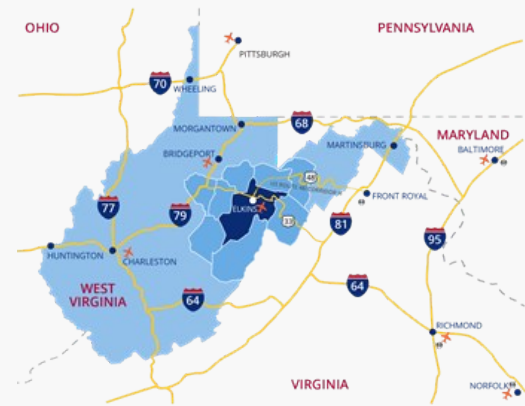 OHIO
PENNSYLVANIA
PITTSBURGH
70
WHEELING
MORGANTOWN
68
MARYLAND
BRIDGEPORT
MARTINSBURG
BALTIMORE
48
FRONT ROYAL
77
79
ELKINS
33
81
95
HUNTINGTON
CHARLESTON
WEST
VIRGINIA
64
64
RICHMOND
VIRGINIA
NORFOLK